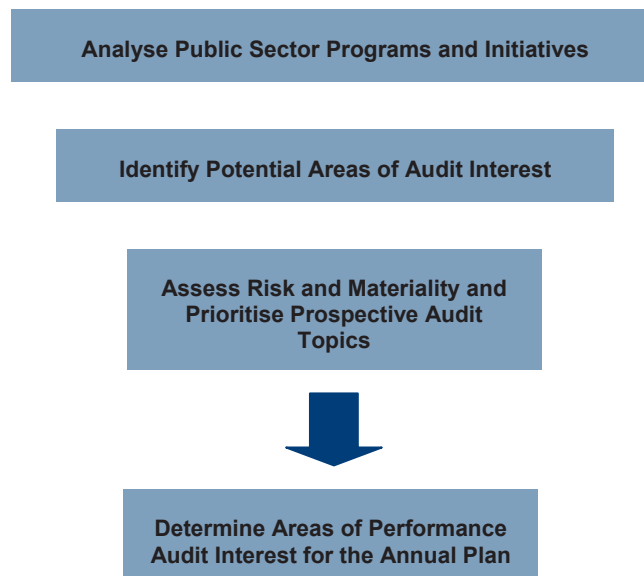 Analyse Public Sector Programs and Initiatives
Identify Potential Areas of Audit Interest
Assess Risk and Materiality and
Prioritise Prospective Audit
Topics
Determine Areas of Performance
Audit Interest for the Annual Plan